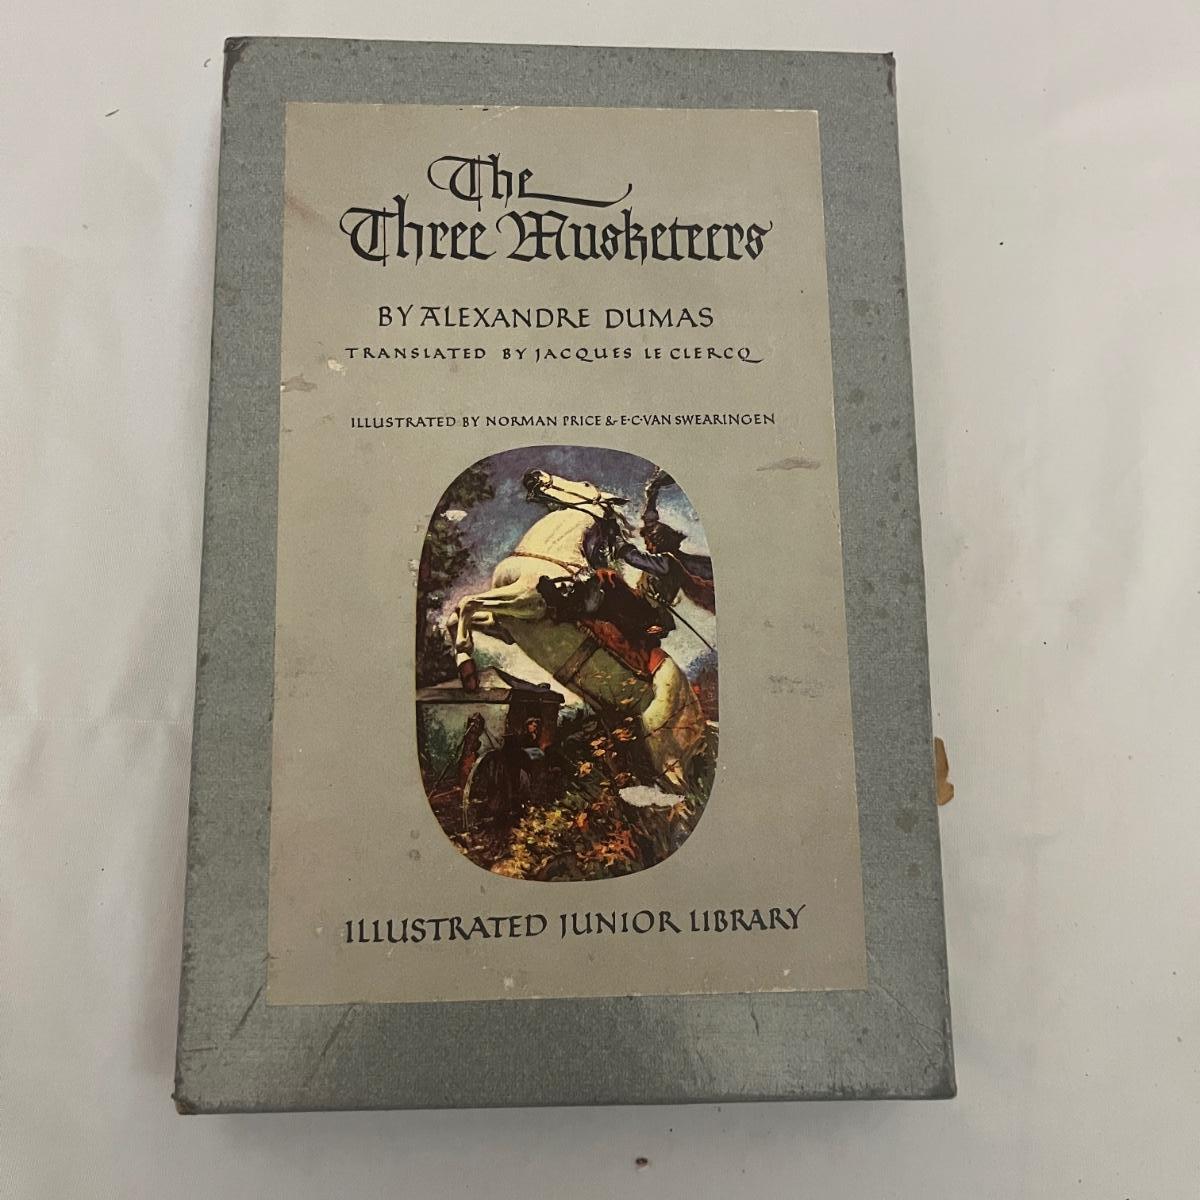 The
Three Musketeers
BY ALEXANDRE DUMAS
TRANSLATED BY JACQUES LE CLERCQ
ILLUSTRATED BY NORMAN PRICE & E·C·VAN SWEARINGEN
ILLUSTRATED JUNIOR LIBRARY